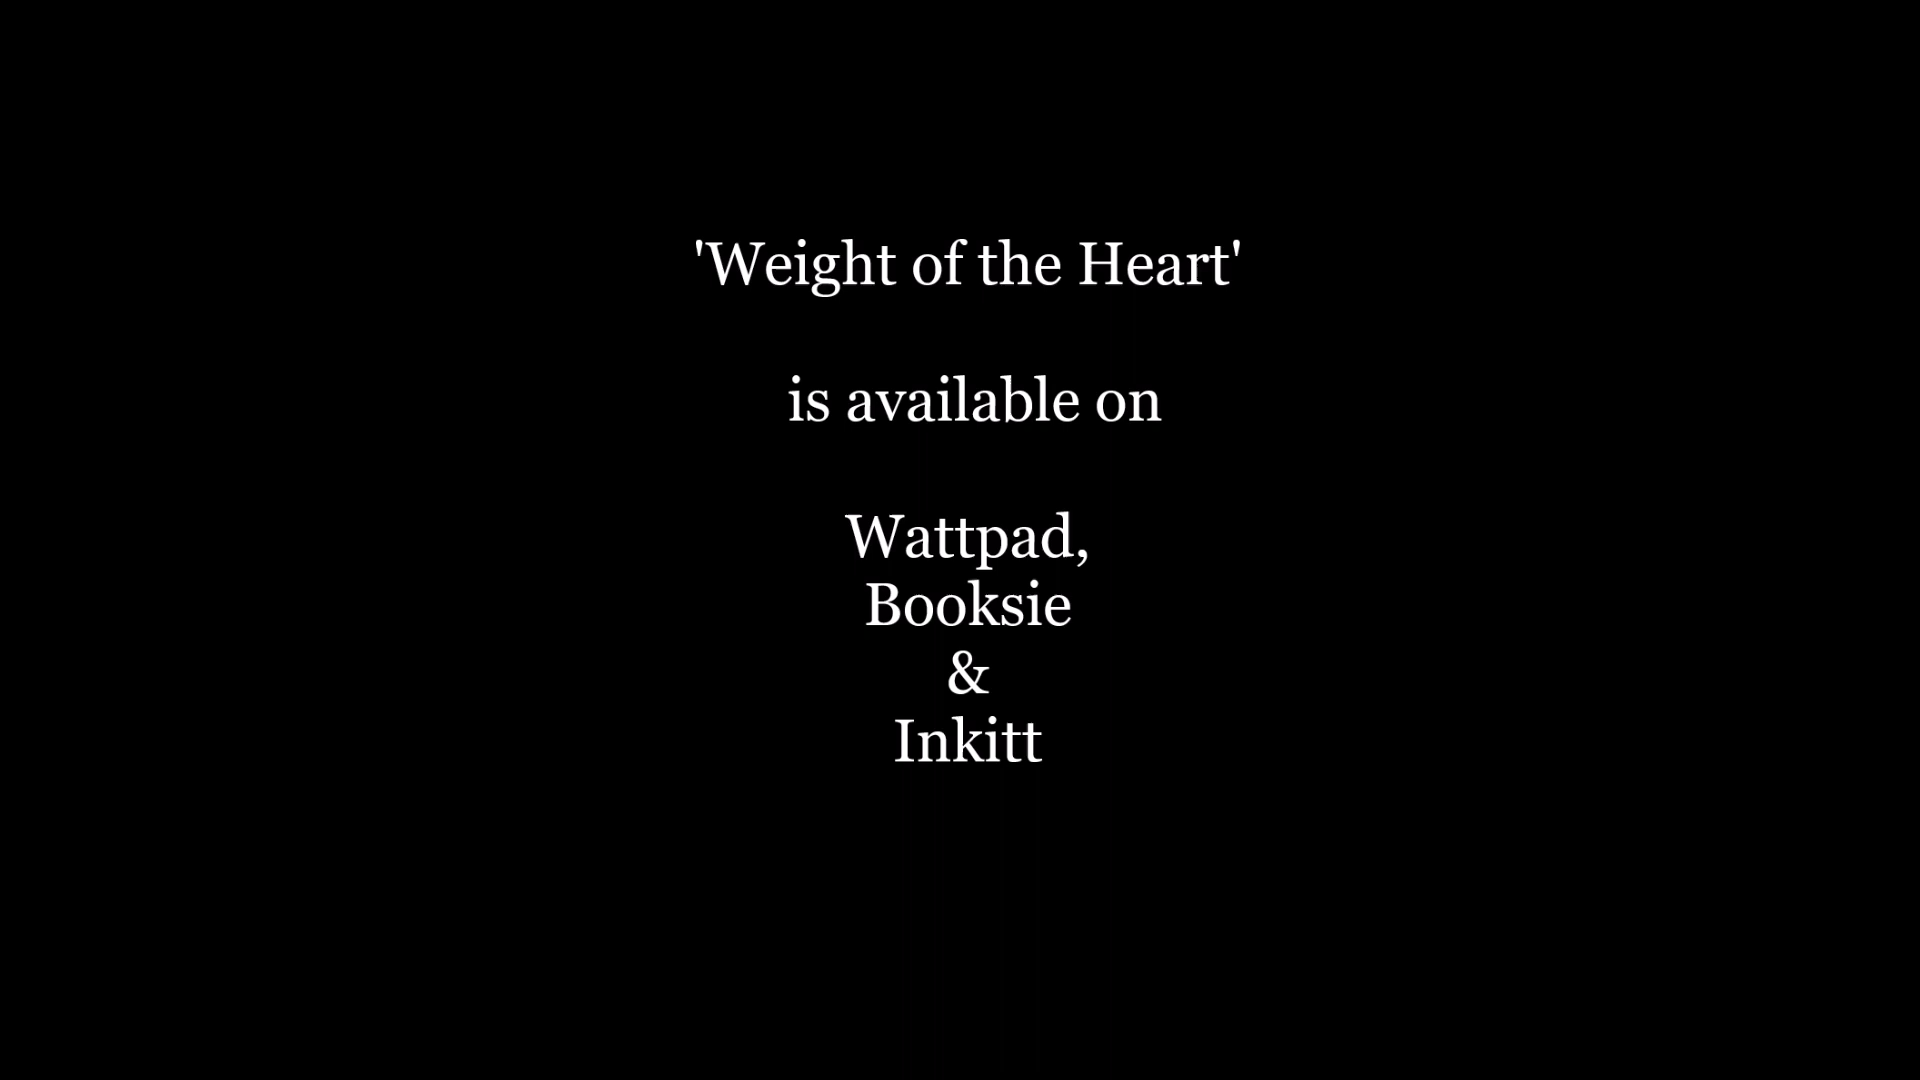 'Weight of the Heart'
is available on
Wattpad,
Booksie
&
Inkitt